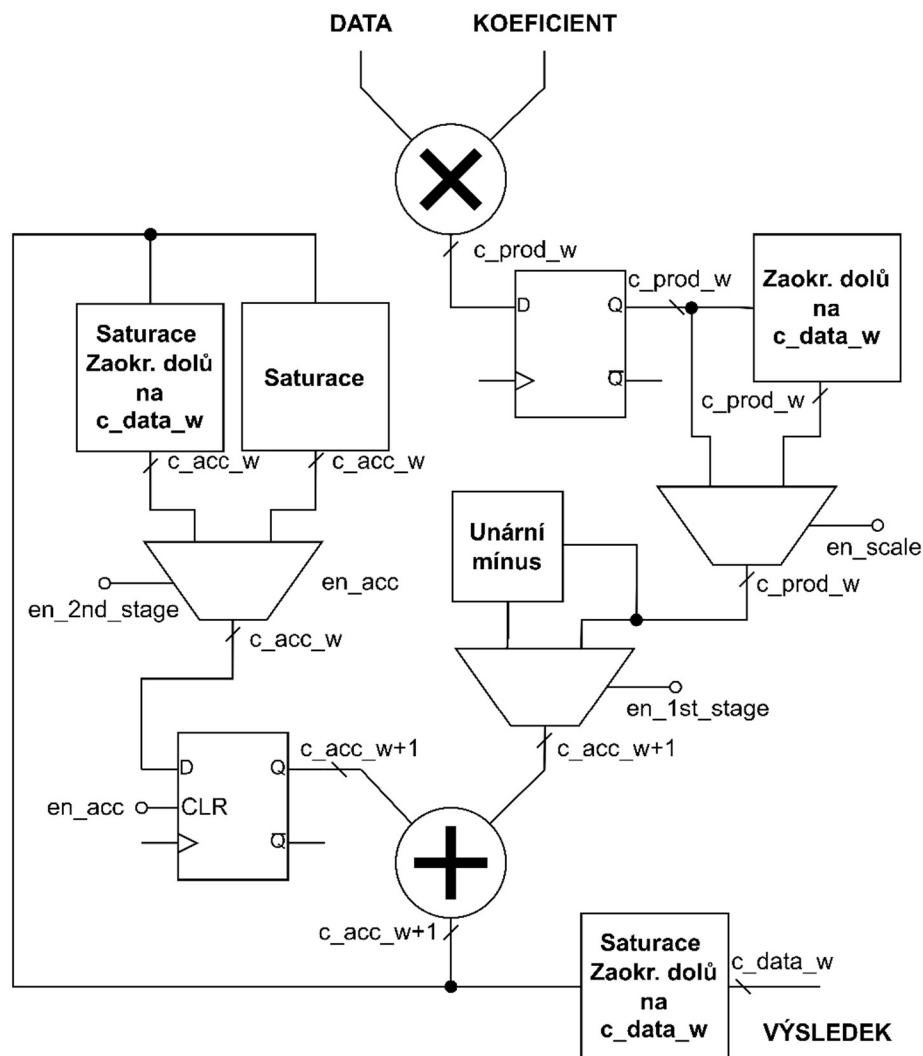 DATA KOEFICIENT
c_prod_w
c_prod_w
Zaokr. dolů
na
c_data_w
D Q
Q
c_prod_w
Saturace
Zaokr. dolů
na
c_data_w
Saturace
c_acc_w c_acc_w
en_acc
en_2nd_stage
c_acc_w
Unární
mínus
en_scale
c_prod_w
en_1st_stage
c_acc_w+1
D Q
CLR
Q
en_acc
c_acc_w+1
c_acc_w+1
Saturace
Zaokr. dolů
na
c_data_w
c_data_w
VÝSLEDEK